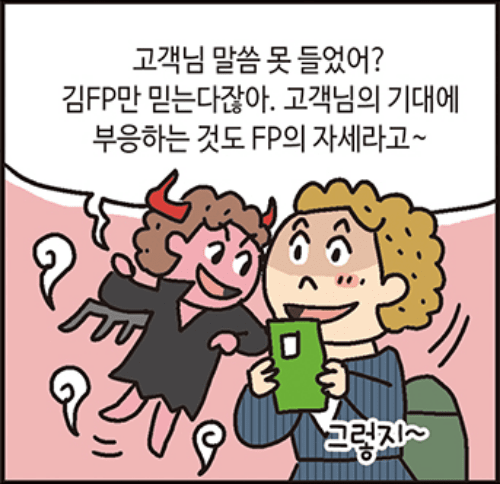 고객님 말씀 못 들었어?
김FP만 믿는다잖아. 고객님의 기대에
부응하는 것도 FP의 자세라고~
그렇지~